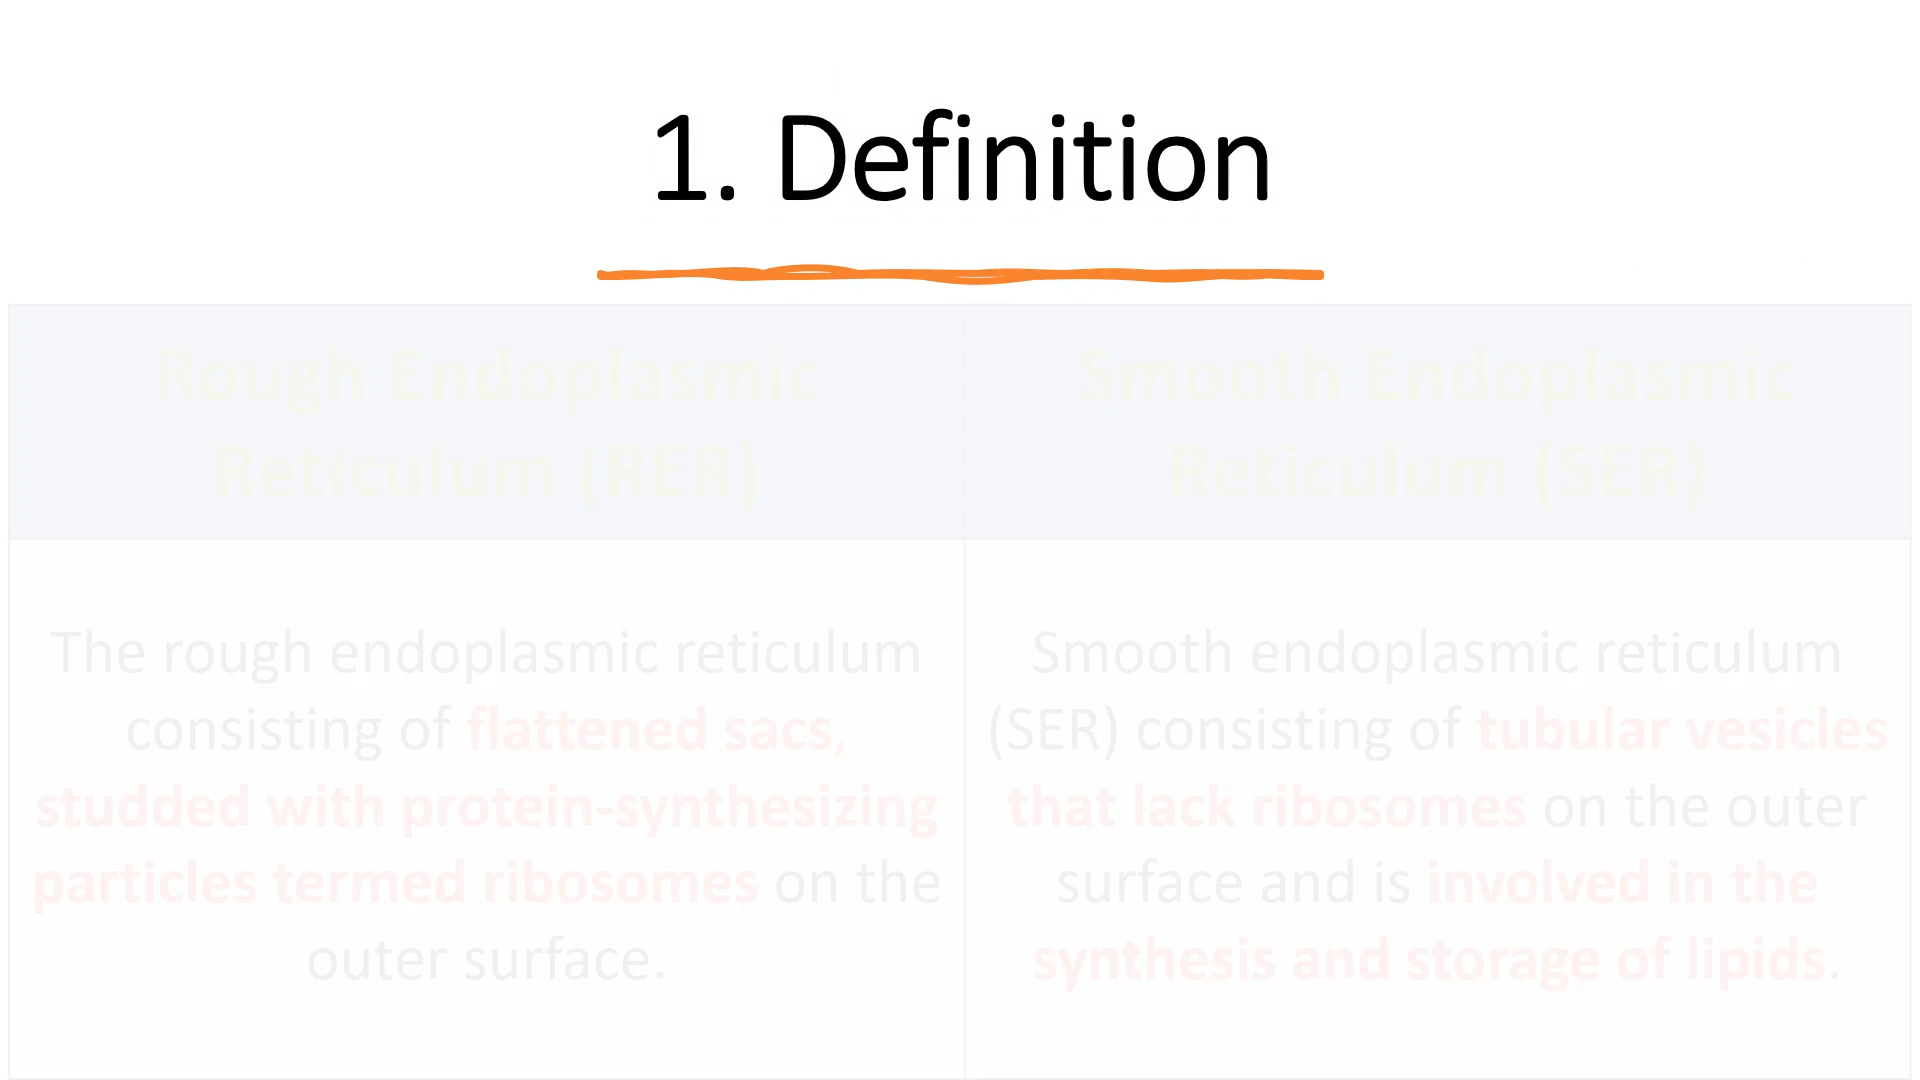 1. Definition
Rough Endoplasmic
Reticulum (RER)
Smooth Endoplasmic
Reticulum (SER)
The rough endoplasmic reticulum
consisting of flattened sacs,
studded with protein-synthesizing
particles termed ribosomes on the
outer surface.
Smooth endoplasmic reticulum
(SER) consisting of tubular vesicles
that lack ribosomes on the outer
surface and is involved in the
synthesis and storage of lipids.